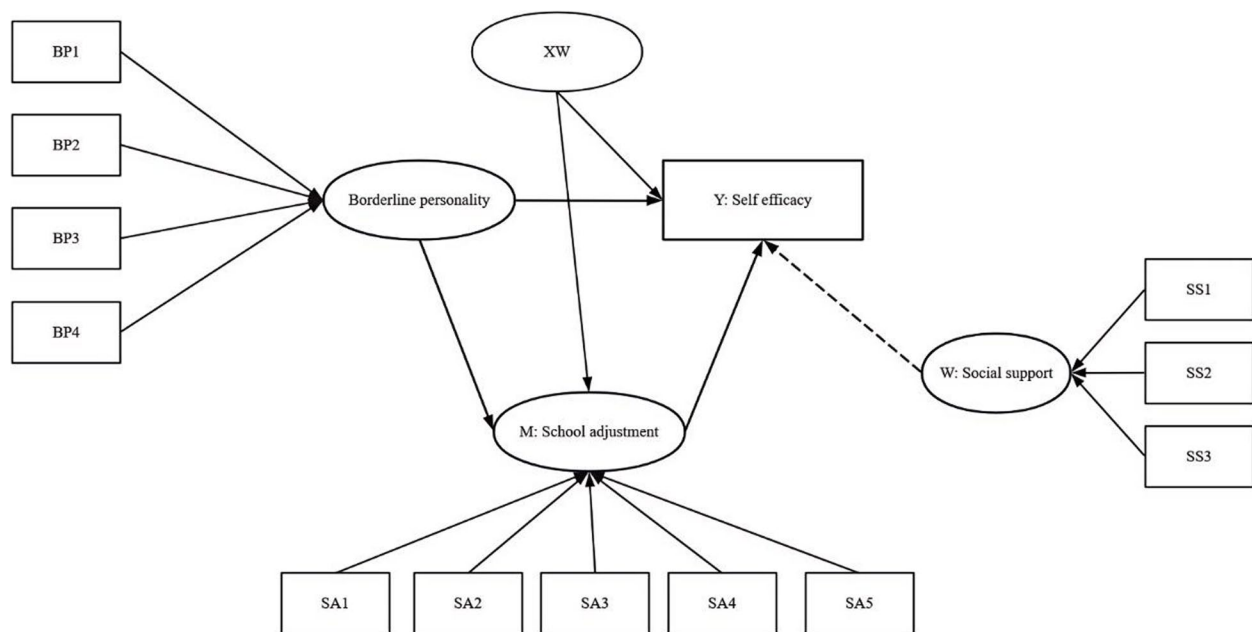 BP1
XW
BP2
Borderline personality
Y: Self efficacy
BP3
SS1
BP4
W: Social support
SS2
M: School adjustment
SS3
SA1
SA2
SA3
SA4
SA5